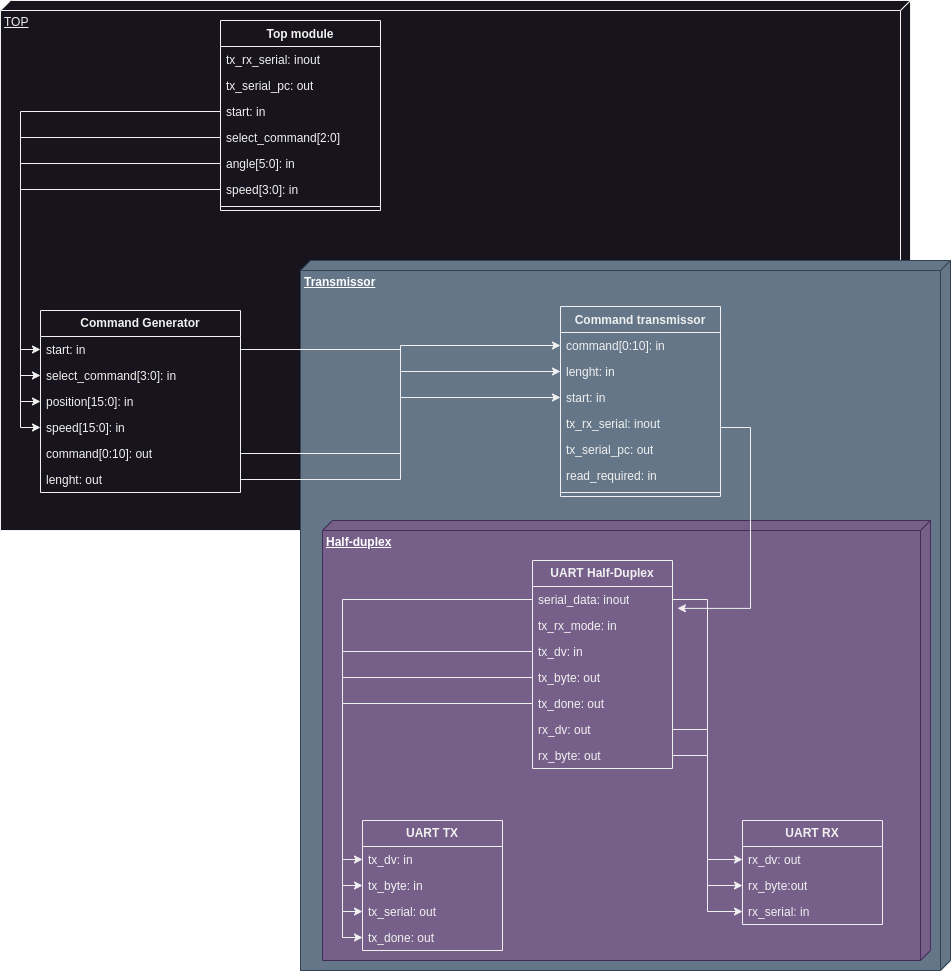 TOP
Top module
tx_rx_serial: inout
tx_serial_pc: out
start: in
select_command[2:0]
angle[5:0]: in
speed[3:0]: in
Transmissor
Command Generator
start: in
select_command[3:0]: in
position[15:0]: in
speed[15:0]: in
command[0:10]: out
lenght: out
Command transmissor
command[0:10]: in
lenght: in
start: in
tx_rx_serial: inout
tx_serial_pc: out
read_required: in
Half-duplex
UART Half-Duplex
serial_data: inout
tx_rx_mode: in
tx_dv: in
tx_byte: out
tx_done: out
rx_dv: out
rx_byte: out
UART TX
tx_dv: in
tx_byte: in
tx_serial: out
tx_done: out
UART RX
rx_dv: out
rx_byte:out
rx_serial: in